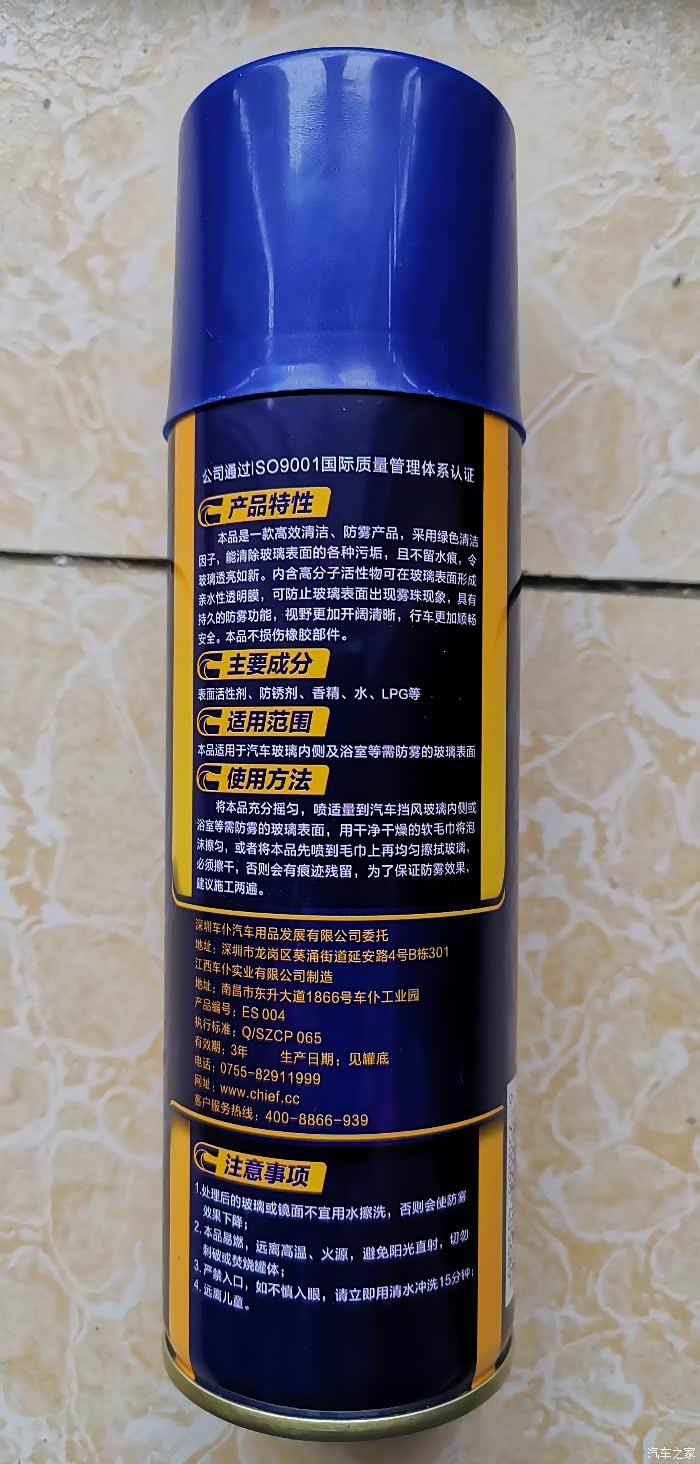 公司通过ISO9001国际质量管理体系认证
产品特性
本品是一款高效清洁、防雾产品，采用绿色清洁
因子，能清除玻璃表面的各种污垢，且不留水痕，令
玻璃透亮如新。内含高分子活性物可在玻璃表面形成
亲水性透明膜，可防止玻璃表面出现雾珠现象，具有
持久的防雾功能，视野更加开阔清晰，行车更加顺畅
安全。本品不损伤橡胶部件。
主要成分
表面活性剂、防锈剂、香精、水、LPG等
适用范围
本品适用于汽车玻璃内侧及浴室等需防雾的玻璃表面
使用方法
将本品充分摇匀，喷适量到汽车挡风玻璃内侧或
浴室等需防雾的玻璃表面，用干净干燥的软毛巾将泡
沫擦匀，或者将本品先喷到毛巾上再均匀擦拭玻璃，
必须擦干，否则会有痕迹残留，为了保证防雾效果，
建议施工两遍。
深圳车仆汽车用品发展有限公司委托
地址：深圳市龙岗区葵涌街道延安路4号B栋301
江西车仆实业有限公司制造
地址：南昌市东升大道1866号车仆工业园
产品编号：ES 004
执行标准：Q/SZCP 065
有效期：3年 生产日期：见罐底
电话：0755-82911999
网址：www.chief.cc
客户服务热线：400-8866-939
注意事项
1.处理后的玻璃或镜面不宜用水擦洗，否则会使防雾
效果下降；
2.本品易燃，远离高温、火源，避免阳光直射，切勿
刺破或焚烧罐体；
3.严禁入口，如不慎入眼，请立即用清水冲洗15分钟；
4.远离儿童。
汽车之家